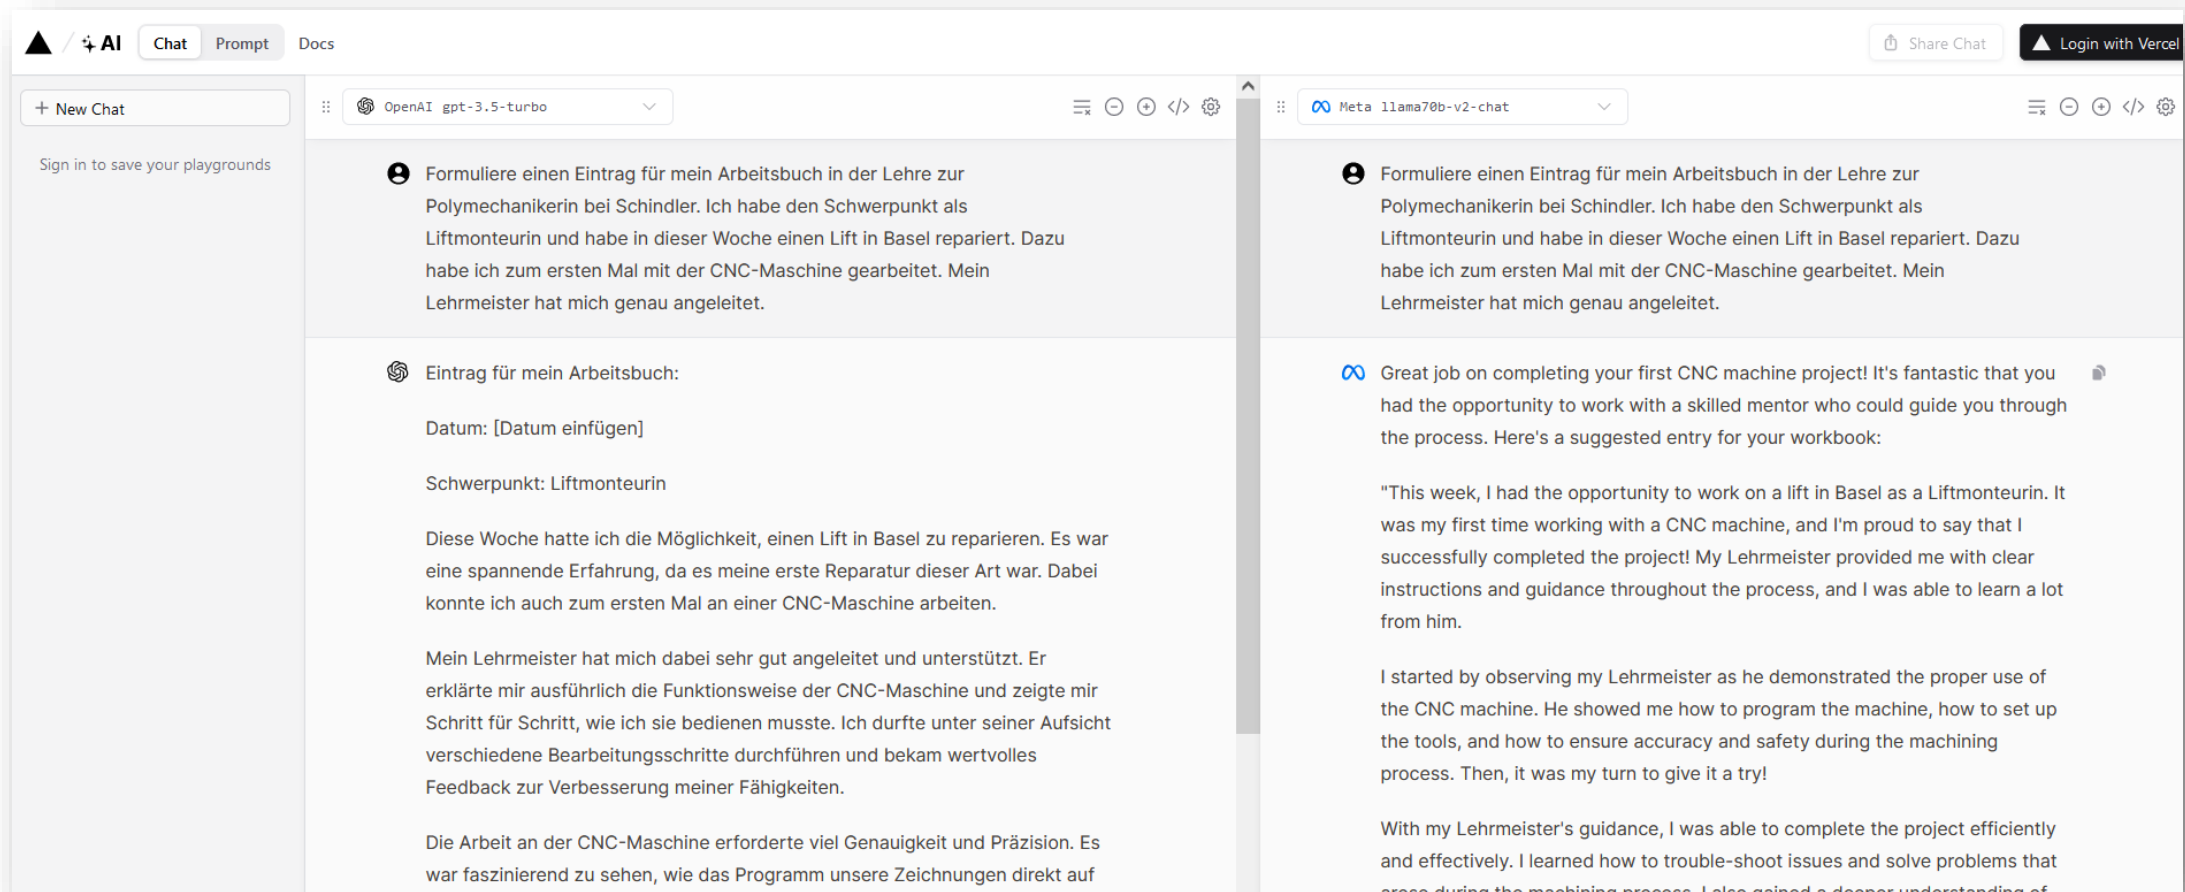 AI Chat Prompt Docs Share Chat Login with Vercel
New Chat
Sign in to save your playgrounds
OpenAI gpt-3.5-turbo
Formuliere einen Eintrag für mein Arbeitsbuch in der Lehre zur
Polymechanikerin bei Schindler. Ich habe den Schwerpunkt als
Liftmonteurin und habe in dieser Woche einen Lift in Basel repariert. Dazu
habe ich zum ersten Mal mit der CNC-Maschine gearbeitet. Mein
Lehrmeister hat mich genau angeleitet.
Eintrag für mein Arbeitsbuch:
Datum: [Datum einfügen]
Schwerpunkt: Liftmonteurin
Diese Woche hatte ich die Möglichkeit, einen Lift in Basel zu reparieren. Es war
eine spannende Erfahrung, da es meine erste Reparatur dieser Art war. Dabei
konnte ich auch zum ersten Mal an einer CNC-Maschine arbeiten.
Mein Lehrmeister hat mich dabei sehr gut angeleitet und unterstützt. Er
erklärte mir ausführlich die Funktionsweise der CNC-Maschine und zeigte mir
Schritt für Schritt, wie ich sie bedienen musste. Ich durfte unter seiner Aufsicht
verschiedene Bearbeitungsschritte durchführen und bekam wertvolles
Feedback zur Verbesserung meiner Fähigkeiten.
Die Arbeit an der CNC-Maschine erforderte viel Genauigkeit und Präzision. Es
war faszinierend zu sehen, wie das Programm unsere Zeichnungen direkt auf
Meta llama70b-v2-chat
Formuliere einen Eintrag für mein Arbeitsbuch in der Lehre zur
Polymechanikerin bei Schindler. Ich habe den Schwerpunkt als
Liftmonteurin und habe in dieser Woche einen Lift in Basel repariert. Dazu
habe ich zum ersten Mal mit der CNC-Maschine gearbeitet. Mein
Lehrmeister hat mich genau angeleitet.
Great job on completing your first CNC machine project! It's fantastic that you
had the opportunity to work with a skilled mentor who could guide you through
the process. Here's a suggested entry for your workbook:
"This week, I had the opportunity to work on a lift in Basel as a Liftmonteurin. It
was my first time working with a CNC machine, and I'm proud to say that I
successfully completed the project! My Lehrmeister provided me with clear
instructions and guidance throughout the process, and I was able to learn a lot
from him.
I started by observing my Lehrmeister as he demonstrated the proper use of
the CNC machine. He showed me how to program the machine, how to set up
the tools, and how to ensure accuracy and safety during the machining
process. Then, it was my turn to give it a try!
With my Lehrmeister's guidance, I was able to complete the project efficiently
and effectively. I learned how to trouble-shoot issues and solve problems that
arose during the machining process. I also gained a deeper understanding of